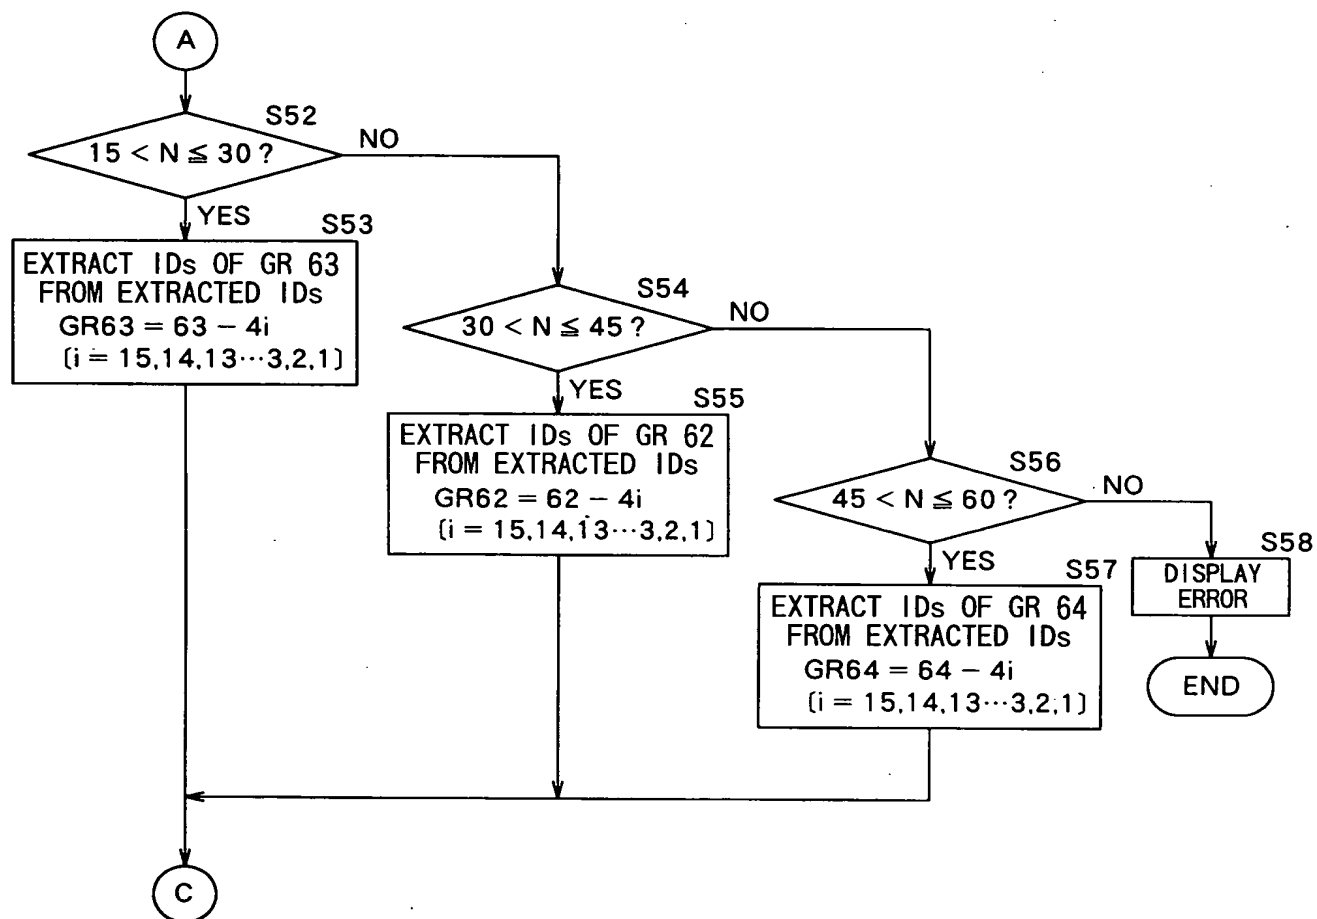 A
S52
15 < N ≦ 30 ?
NO
YES
S53
EXTRACT IDs OF GR 63
FROM EXTRACTED IDs
GR63 = 63 − 4i
(i = 15,14,13···3,2,1)
S54
30 < N ≦ 45 ?
NO
YES
S55
EXTRACT IDs OF GR 62
FROM EXTRACTED IDs
GR62 = 62 − 4i
(i = 15,14,13···3,2,1)
S56
45 < N ≦ 60 ?
NO
YES
S57
EXTRACT IDs OF GR 64
FROM EXTRACTED IDs
GR64 = 64 − 4i
(i = 15,14,13···3,2,1)
S58
DISPLAY
ERROR
END
C